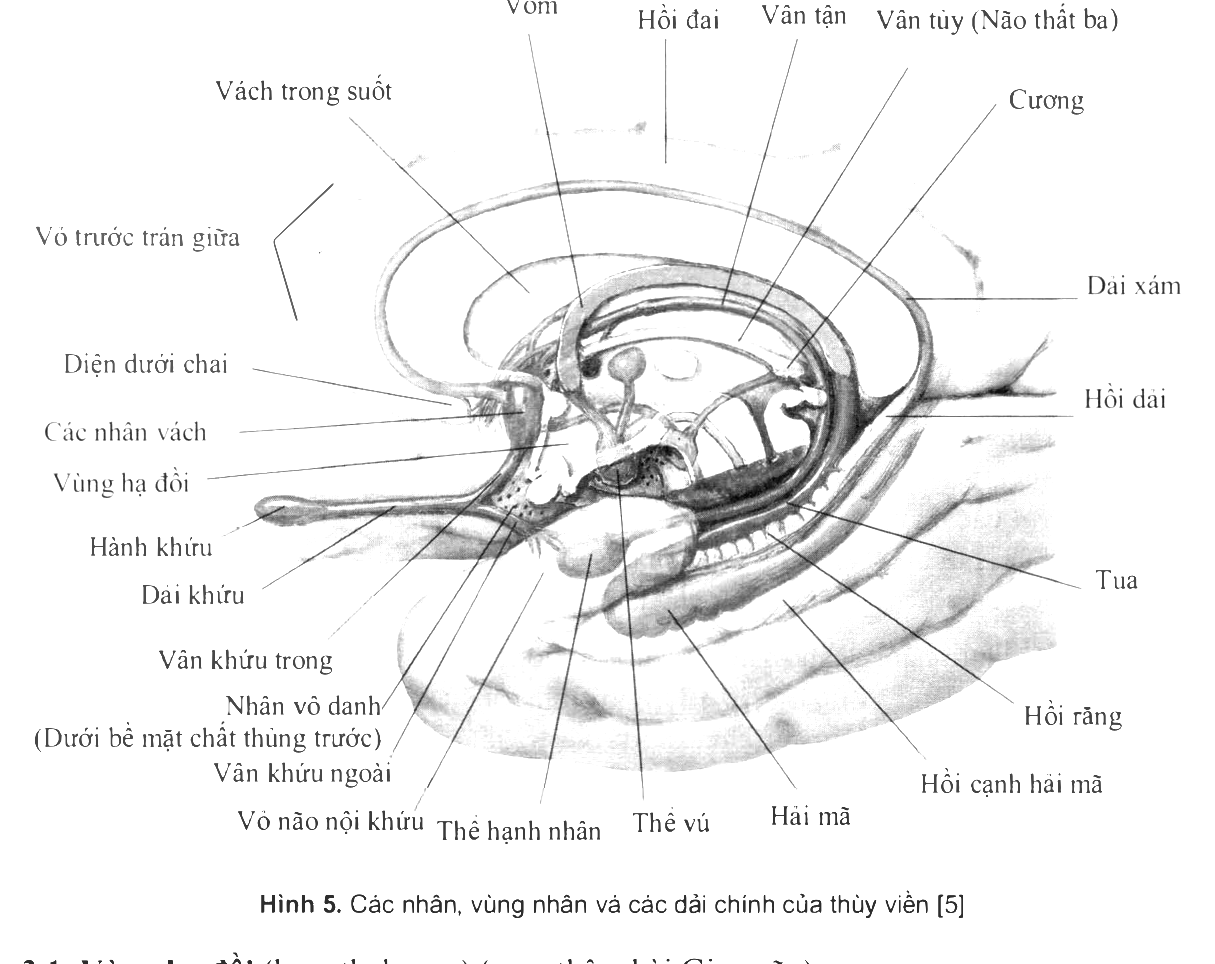 Vòm
Hồi đai
Vân tận
Vân tủy (Não thất ba)
Vách trong suốt
Cương
Vỏ trước trán giữa
Dải xám
Diện dưới chai
Hồi dải
Các nhân vách
Vùng hạ đồi
Hành khứu
Dải khứu
Tua
Vân khứu trong
Nhân vô danh
(Dưới bề mặt chất thủng trước)
Hồi răng
Vân khứu ngoài
Hồi cạnh hải mã
Vỏ não nội khứu
Thể hạnh nhân
Thể vú
Hải mã
Hình 5. Các nhân, vùng nhân và các dải chính của thùy viền [5]